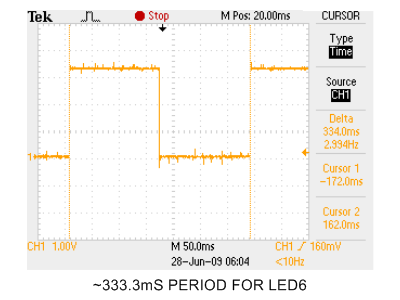 Tek Stop M Pos: 20.00ms CURSOR
Type
Time
Source
CH1
Delta
334.0ms
2.994Hz
Cursor 1
-172.0ms
Cursor 2
162.0ms
1
CH1 1.00V M 50.0ms CH1 / 160mV
28-Jun-09 06:04 <10Hz
~333.3mS PERIOD FOR LED6